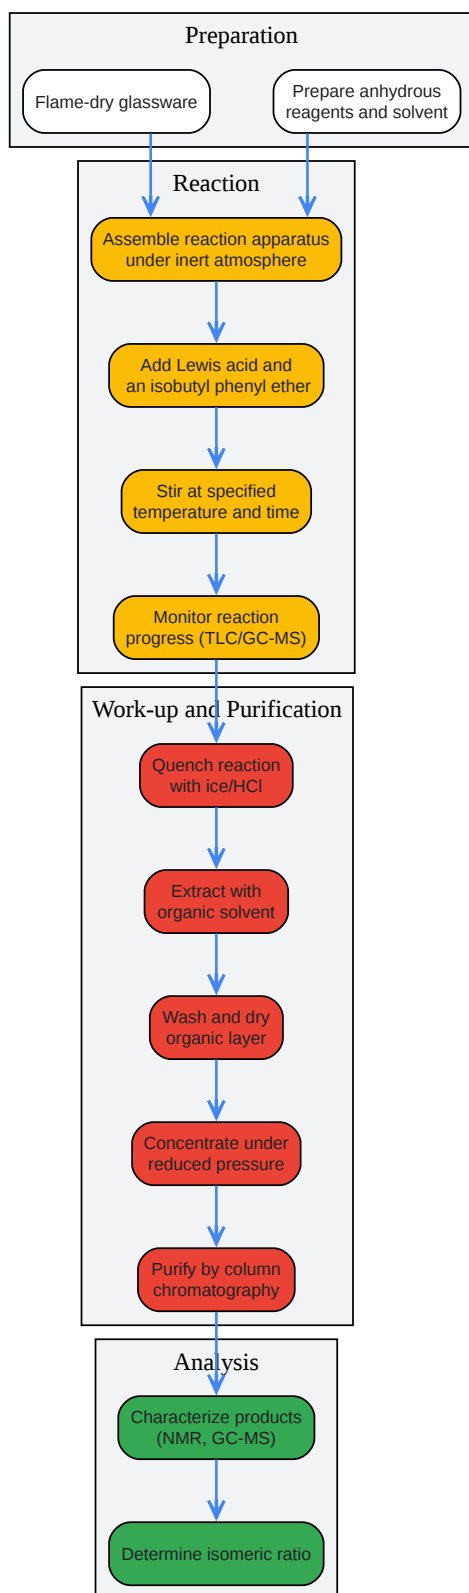 Preparation
Flame-dry glassware
Prepare anhydrous
reagents and solvent
Reaction
Assemble reaction apparatus
under inert atmosphere
Add Lewis acid and
an isobutyl phenyl ether
Stir at specified
temperature and time
Monitor reaction
progress (TLC/GC-MS)
Work-up and Purification
Quench reaction
with ice/HCl
Extract with
organic solvent
Wash and dry
organic layer
Concentrate under
reduced pressure
Purify by column
chromatography
Analysis
Characterize products
(NMR, GC-MS)
Determine isomeric ratio